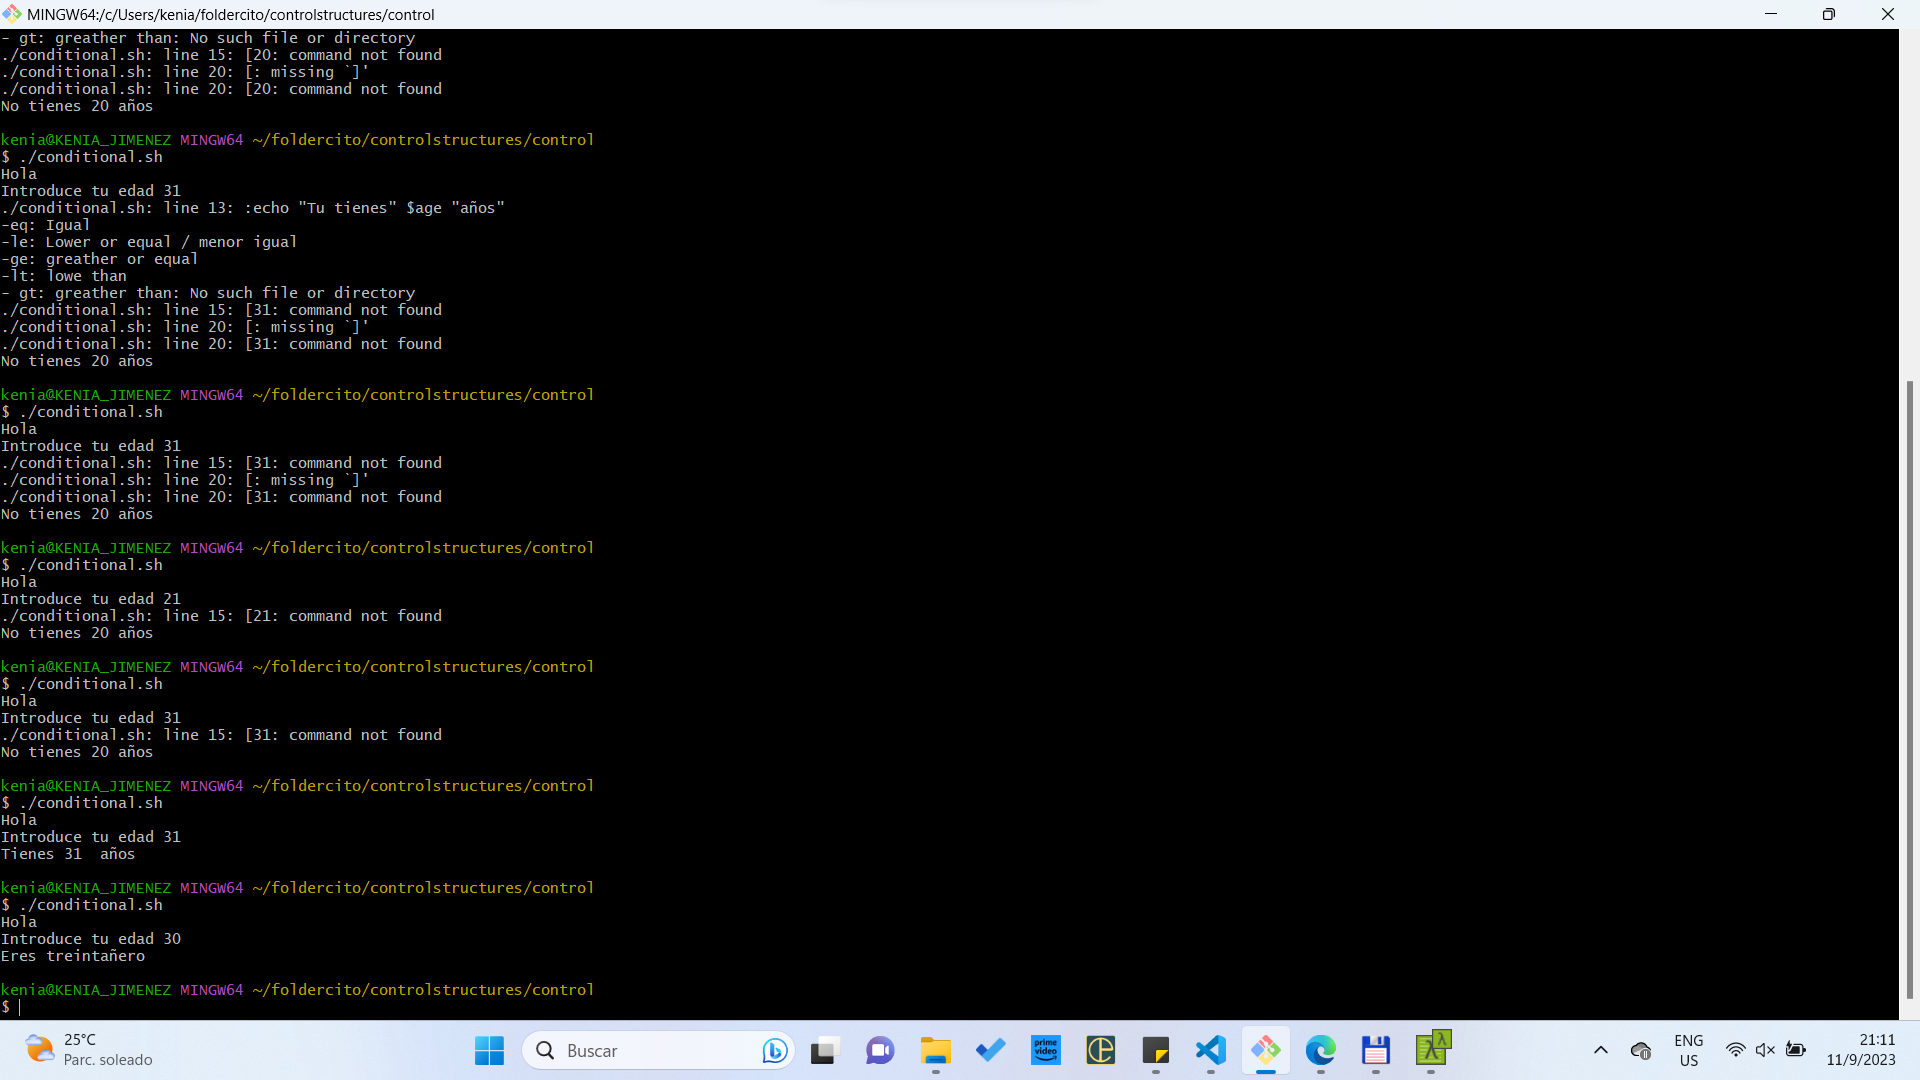 MINGW64:/c/Users/kenia/foldercito/controlstructures/control
- gt: greather than: No such file or directory
./conditional.sh: line 15: [20: command not found
./conditional.sh: line 20: [: missing `]'
./conditional.sh: line 20: [20: command not found
No tienes 20 años
kenia@KENIA_JIMENEZ MINGW64 ~/foldercito/controlstructures/control
$ ./conditional.sh
Hola
Introduce tu edad 31
./conditional.sh: line 13: :echo "Tu tienes" $age "años"
-eq: Igual
-le: Lower or equal / menor igual
-ge: greather or equal
-lt: lowe than
- gt: greather than: No such file or directory
./conditional.sh: line 15: [31: command not found
./conditional.sh: line 20: [: missing `]'
./conditional.sh: line 20: [31: command not found
No tienes 20 años
kenia@KENIA_JIMENEZ MINGW64 ~/foldercito/controlstructures/control
$ ./conditional.sh
Hola
Introduce tu edad 31
./conditional.sh: line 15: [31: command not found
./conditional.sh: line 20: [: missing `]'
./conditional.sh: line 20: [31: command not found
No tienes 20 años
kenia@KENIA_JIMENEZ MINGW64 ~/foldercito/controlstructures/control
$ ./conditional.sh
Hola
Introduce tu edad 21
./conditional.sh: line 15: [21: command not found
No tienes 20 años
kenia@KENIA_JIMENEZ MINGW64 ~/foldercito/controlstructures/control
$ ./conditional.sh
Hola
Introduce tu edad 31
./conditional.sh: line 15: [31: command not found
No tienes 20 años
kenia@KENIA_JIMENEZ MINGW64 ~/foldercito/controlstructures/control
$ ./conditional.sh
Hola
Introduce tu edad 31
Tienes 31  años
kenia@KENIA_JIMENEZ MINGW64 ~/foldercito/controlstructures/control
$ ./conditional.sh
Hola
Introduce tu edad 30
Eres treintañero
kenia@KENIA_JIMENEZ MINGW64 ~/foldercito/controlstructures/control
$
25°C
Parc. soleado
Buscar
prime video
ENG
US
21:11
11/9/2023